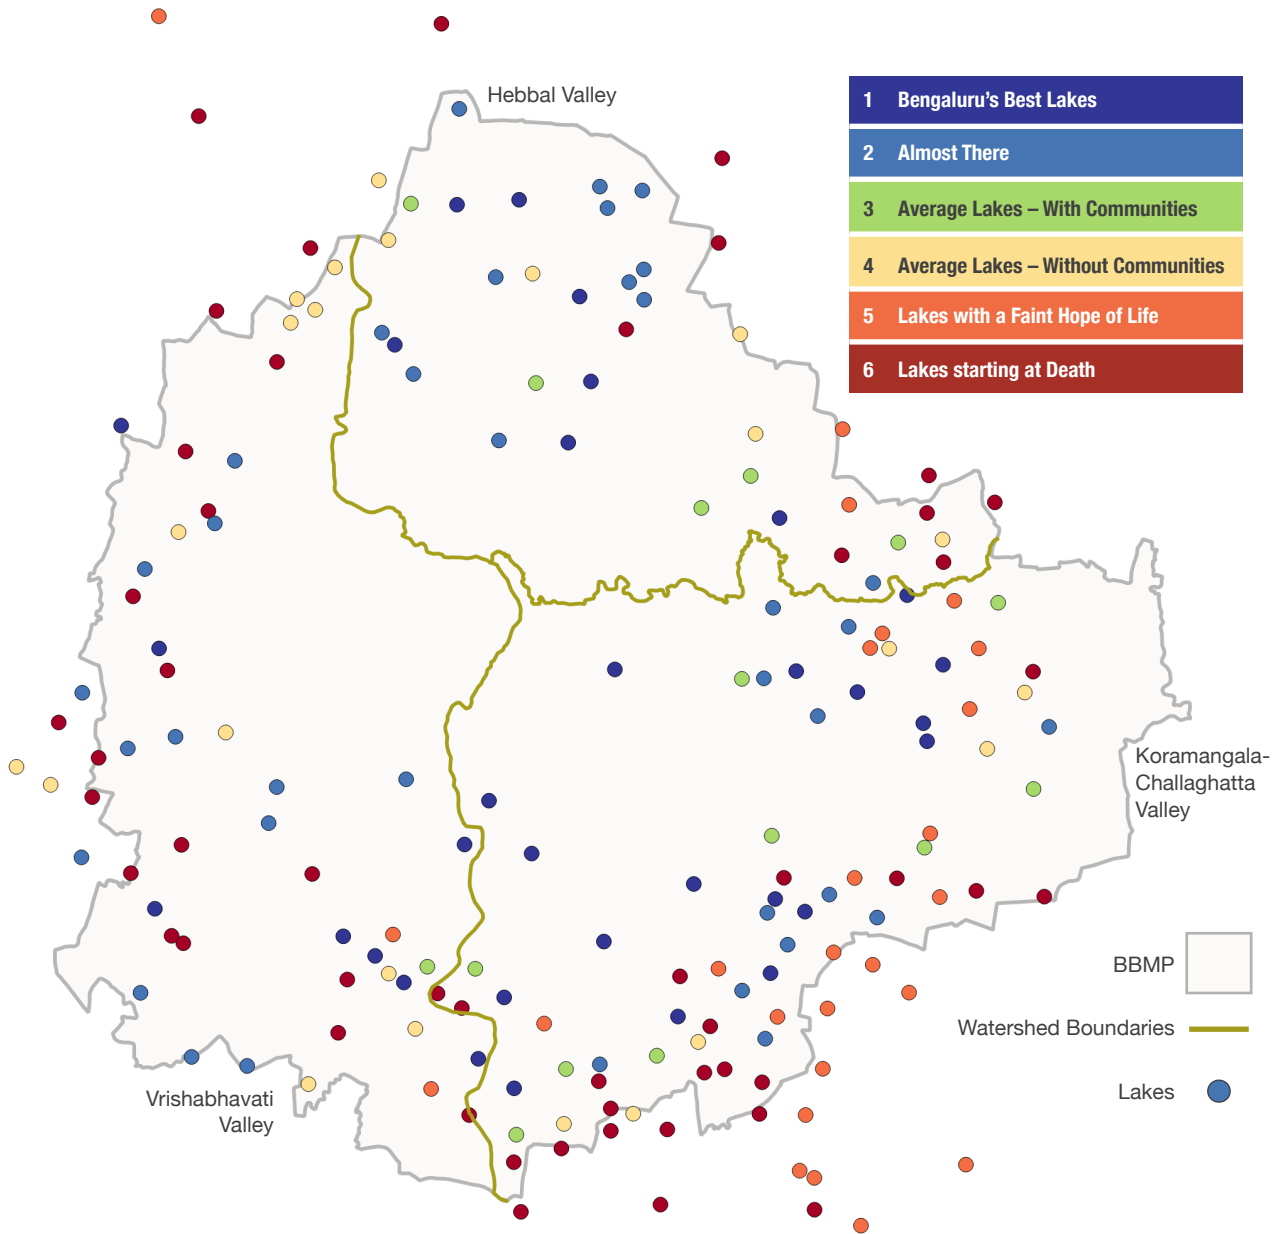 Hebbal Valley
1 Bengaluru's Best Lakes
2 Almost There
3 Average Lakes – With Communities
4 Average Lakes – Without Communities
5 Lakes with a Faint Hope of Life
6 Lakes starting at Death
Koramangala-
Challaghatta
Valley
BBMP
Watershed Boundaries
Lakes
Vrishabhavati
Valley